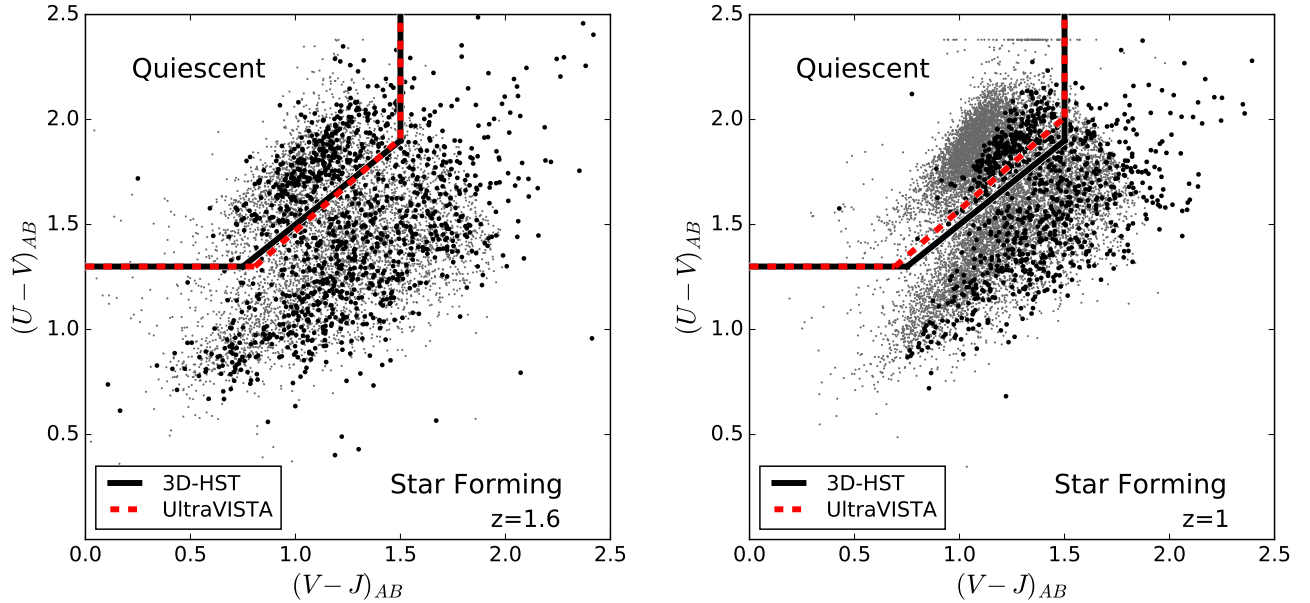 2.5
2.0
1.5
1.0
0.5
(U − V)AB
Quiescent
Star Forming
z=1.6
3D-HST
UltraVISTA
0.0 0.5 1.0 1.5 2.0 2.5
(V − J)AB
2.5
2.0
1.5
1.0
0.5
(U − V)AB
Quiescent
Star Forming
z=1
3D-HST
UltraVISTA
0.0 0.5 1.0 1.5 2.0 2.5
(V − J)AB